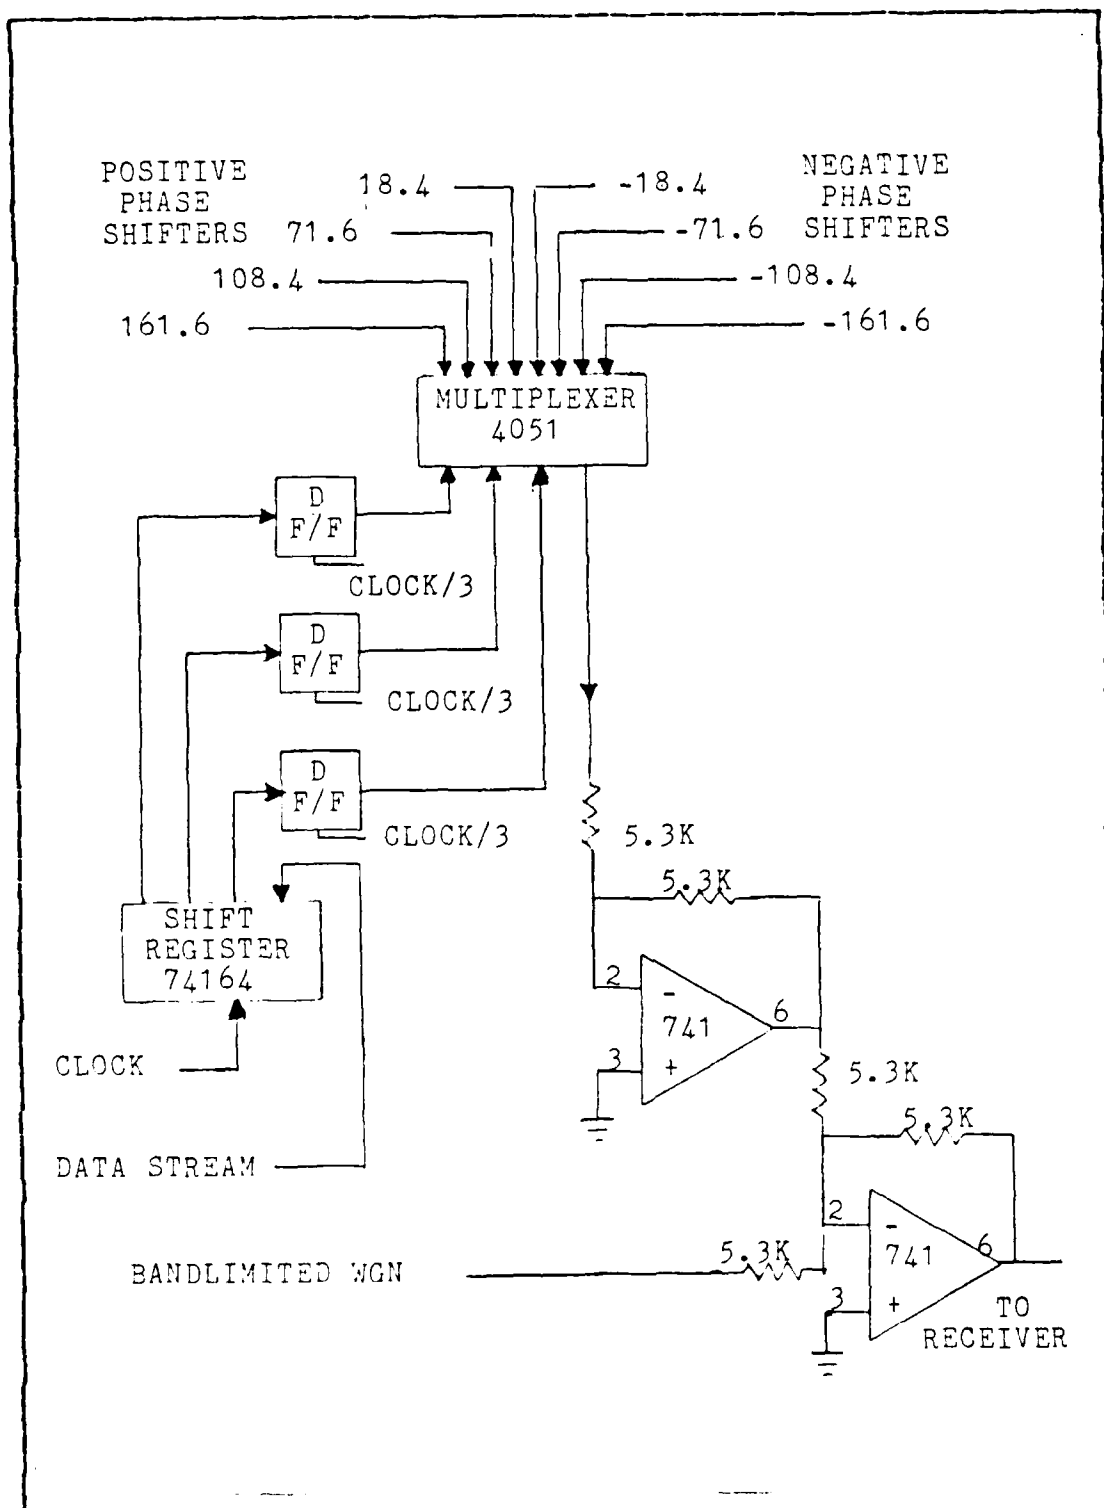 POSITIVE
PHASE
SHIFTERS
NEGATIVE
PHASE
SHIFTERS
18.4
-18.4
71.6
-71.6
108.4
-108.4
161.6
-161.6
MULTIPLEXER
4051
D
F/F
CLOCK/3
D
F/F
CLOCK/3
D
F/F
CLOCK/3
5.3K
5.3K
SHIFT
REGISTER
74164
2
-
741
6
3
+
CLOCK
5.3K
5.3K
DATA STREAM
2
-
741
6
5.3K
BANDLIMITED WGN
3
+
TO
RECEIVER